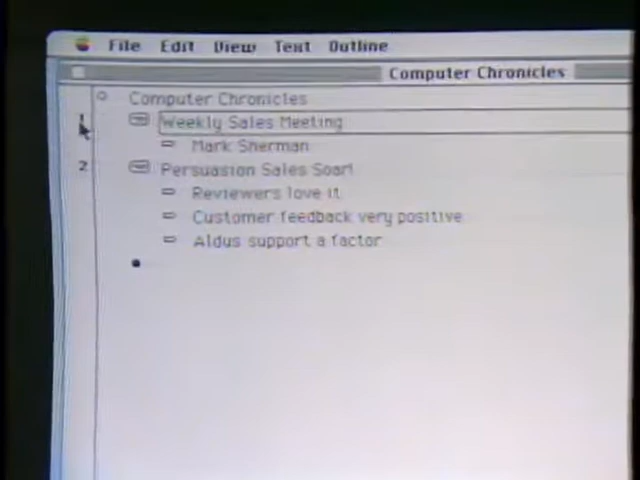 File Edit View Text Outline
Computer Chronicles
Computer Chronicles
1 Weekly Sales Meeting
Mark Sherman
2 Persuasion Sales Soar!
Reviewers love it
Customer feedback very positive
Aldus support a factor